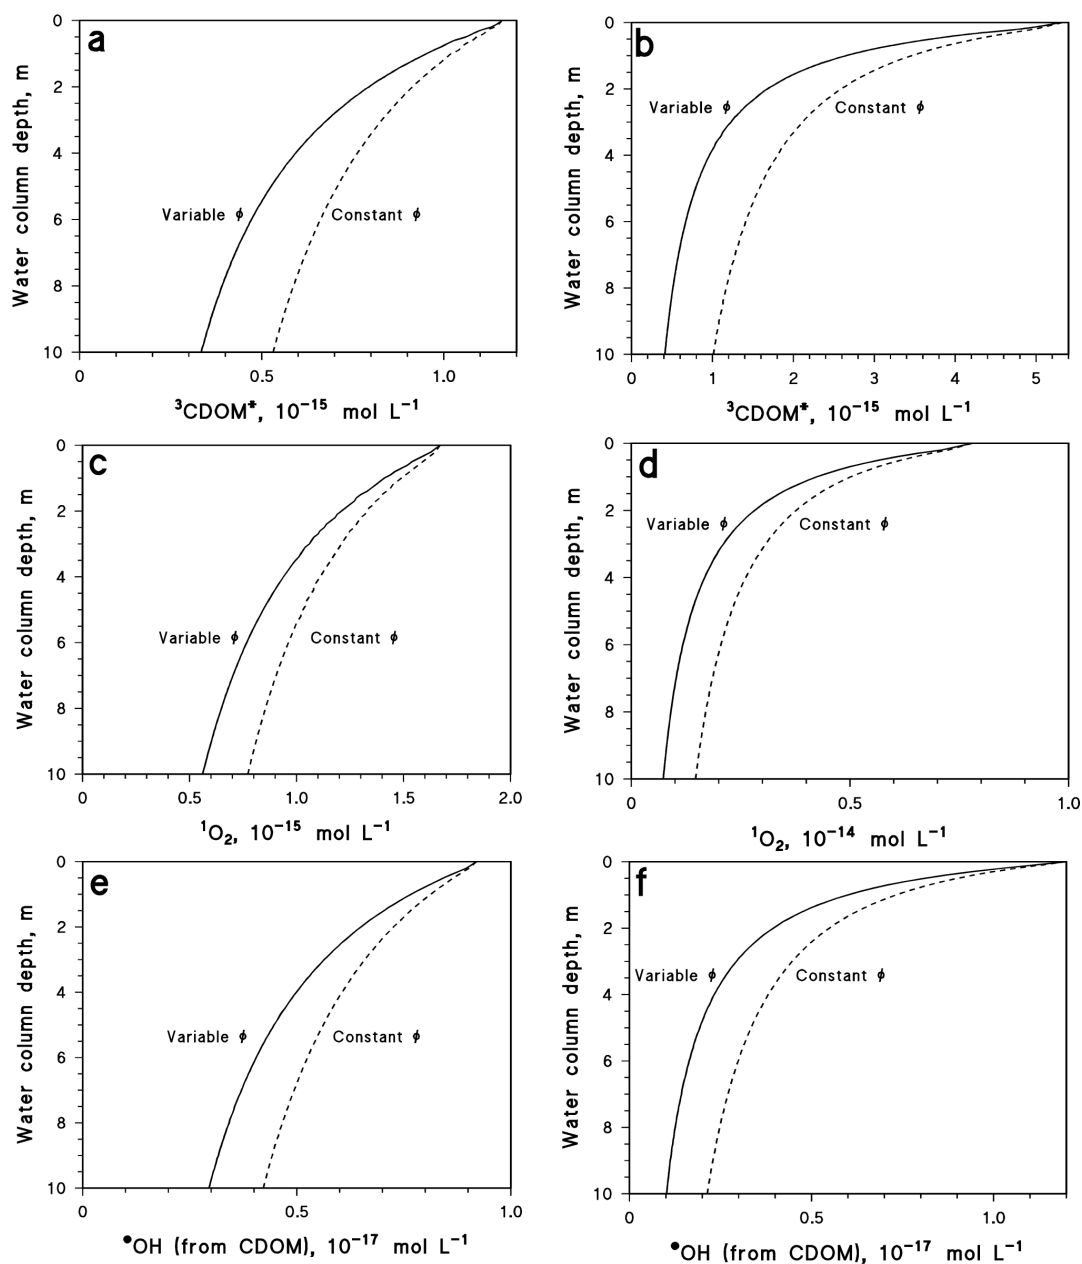 a
0
2
4
6
8
10
Water column depth, m
Variable ϕ
Constant ϕ
0
0.5
1.0
³CDOM*, 10⁻¹⁵ mol L⁻¹
b
0
2
4
6
8
10
Water column depth, m
Variable ϕ
Constant ϕ
0
1
2
3
4
5
³CDOM*, 10⁻¹⁵ mol L⁻¹
c
0
2
4
6
8
10
Water column depth, m
Variable ϕ
Constant ϕ
0
0.5
1.0
1.5
2.0
¹O₂, 10⁻¹⁵ mol L⁻¹
d
0
2
4
6
8
10
Water column depth, m
Variable ϕ
Constant ϕ
0
0.5
1.0
¹O₂, 10⁻¹⁴ mol L⁻¹
e
0
2
4
6
8
10
Water column depth, m
Variable ϕ
Constant ϕ
0
0.5
1.0
•OH (from CDOM), 10⁻¹⁷ mol L⁻¹
f
0
2
4
6
8
10
Water column depth, m
Variable ϕ
Constant ϕ
0
0.5
1.0
•OH (from CDOM), 10⁻¹⁷ mol L⁻¹